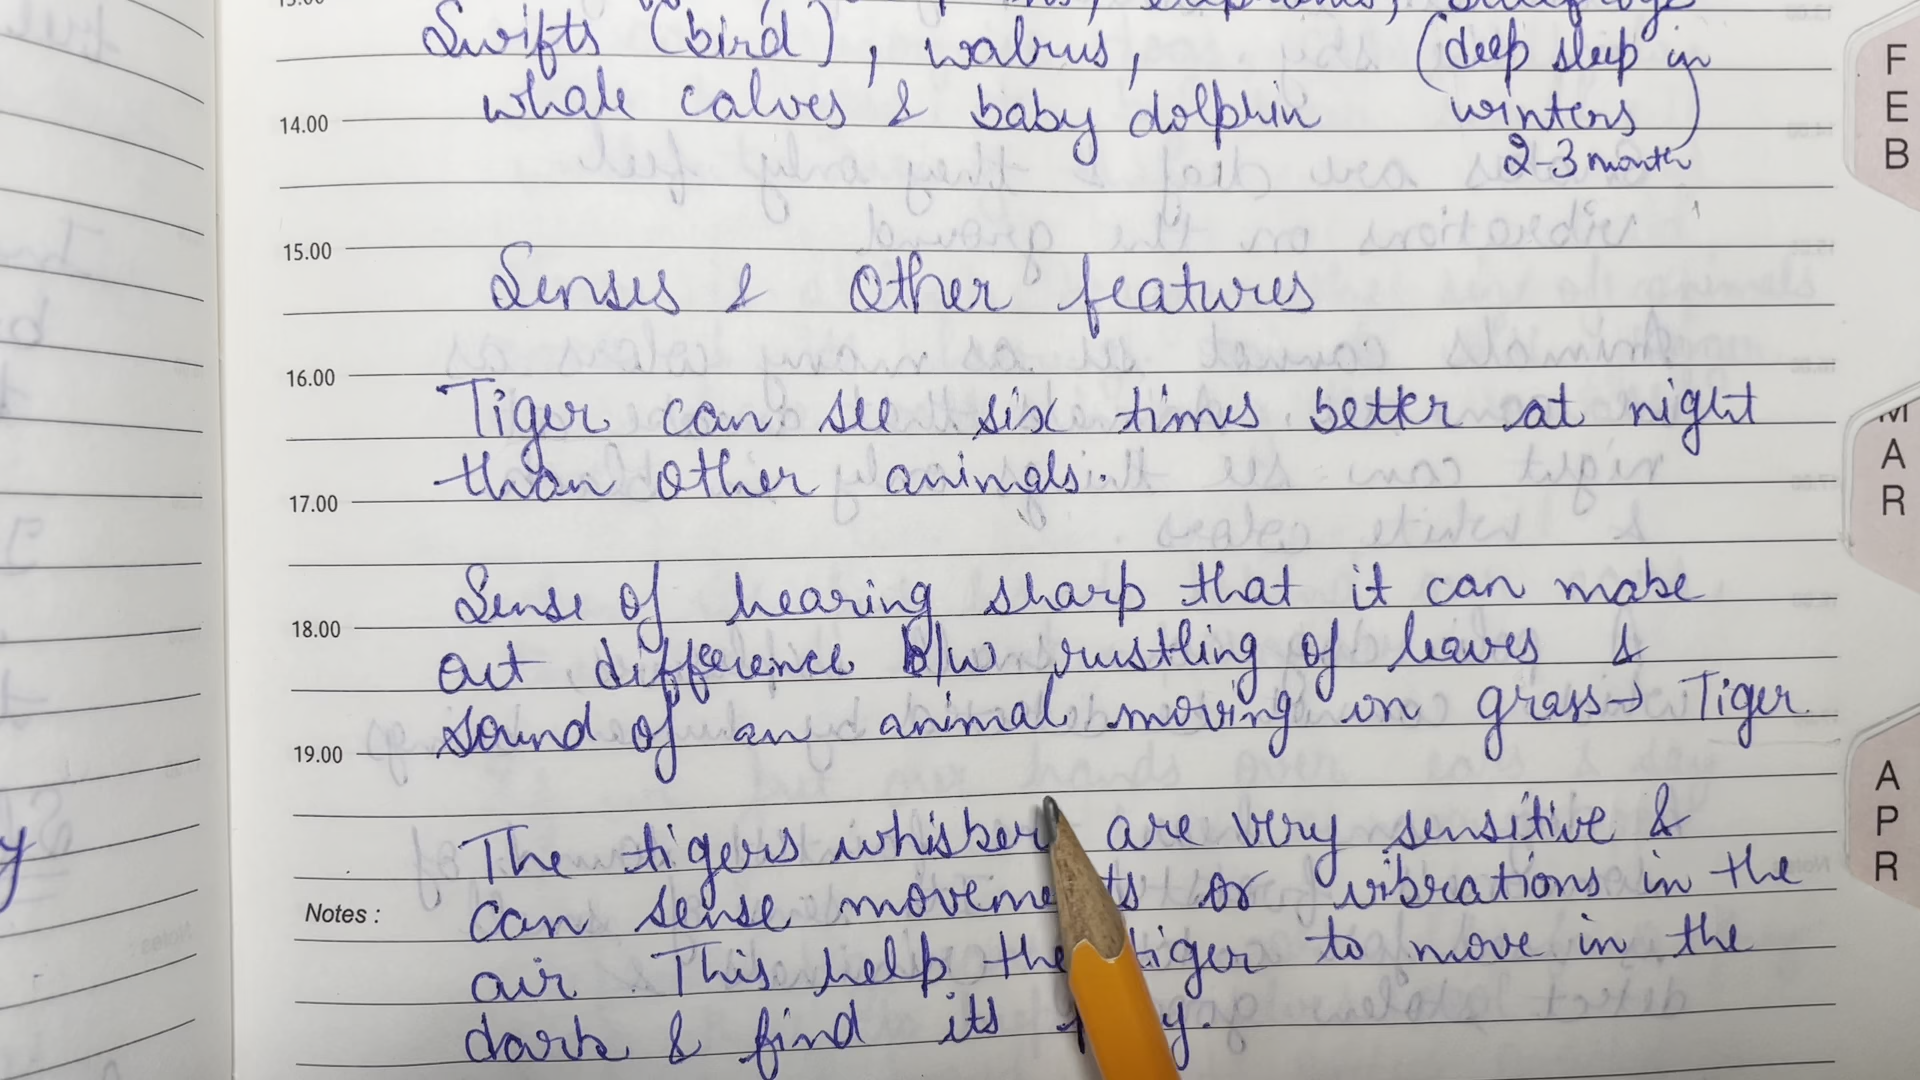 Swifts (bird), walrus, (deep sleep in
whale calves & baby dolphin winters)
14.00
2-3 month
15.00
Senses & Other features
16.00
Tiger can see six times better at night
than other animals.
17.00
Sense of hearing sharp that it can make
18.00
out difference b/w rustling of leaves &
sound of an animal moving on grass → Tiger
19.00
The tigers whisker are very sensitive &
Notes :
can sense movements or vibrations in the
air. This help the tiger to move in the
dark & find its
FEB
MAR
APR